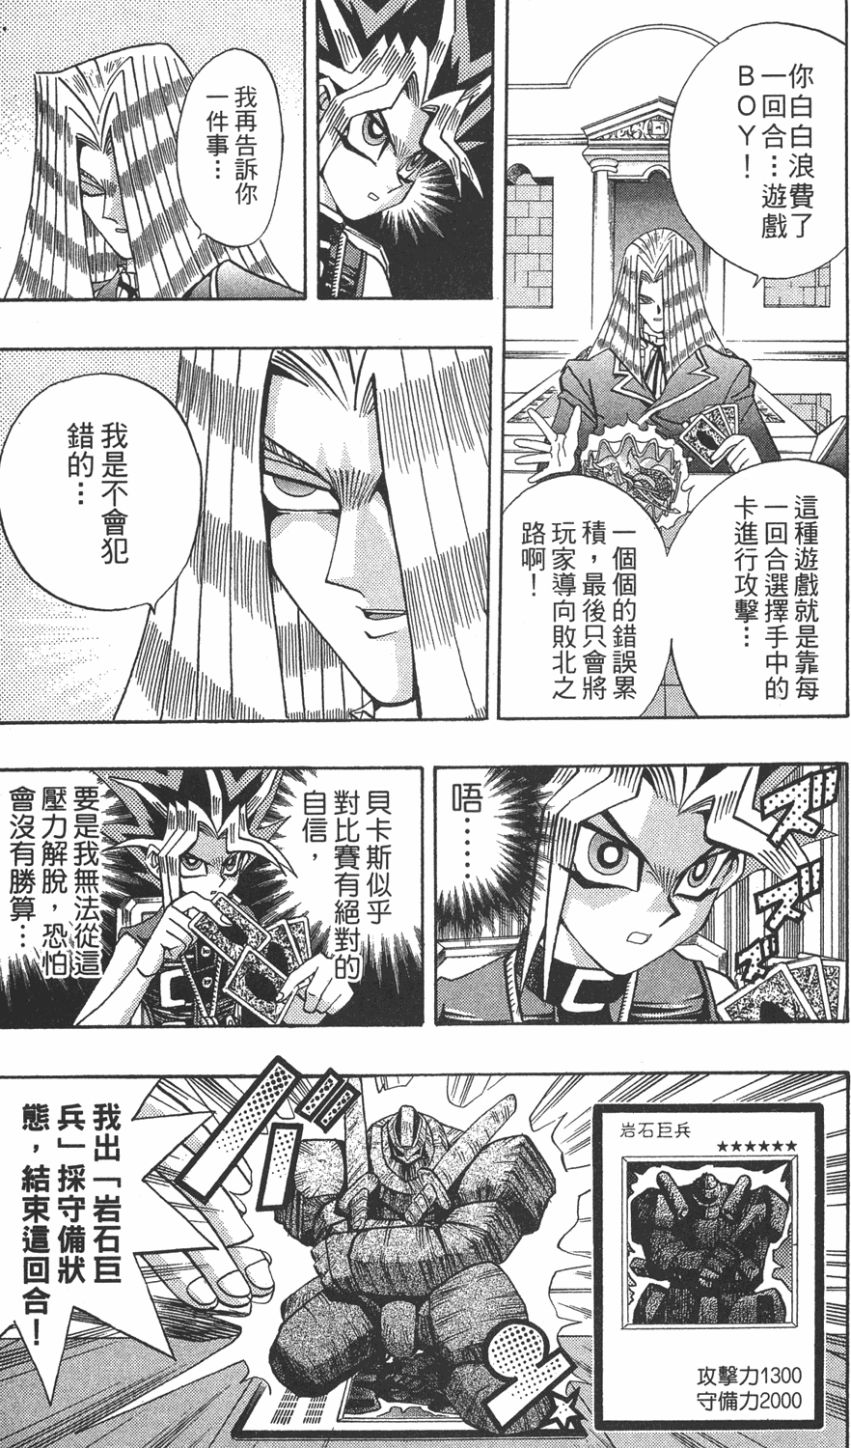 你白白浪費了
一回合…遊戲
ＢＯＹ！
這種遊戲就是靠每
一回合選擇手中的
卡進行攻擊…
一個個的錯誤累
積，最後只會將
玩家導向敗北之
路啊！
我再告訴你
一件事…
我是不會犯
錯的…
ズズズ
唔……
貝卡斯似乎
對比賽有絕對的
自信，
要是我無法從這
壓力解脫，恐怕
會沒有勝算…
岩石巨兵
★★★★★★
攻擊力1300
守備力2000
我出「岩石巨
兵」採守備狀
態，結束這回合！